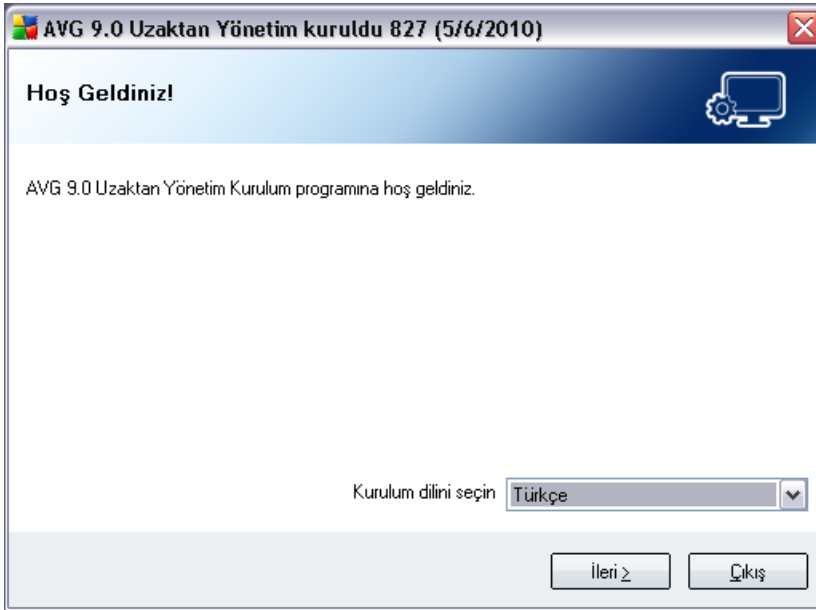 AVG 9.0 Uzaktan Yönetim kuruldu 827 (5/6/2010)
Hoş Geldiniz!
AVG 9.0 Uzaktan Yönetim Kurulum programına hoş geldiniz.
Kurulum dilini seçin Türkçe
İleri > Çıkış